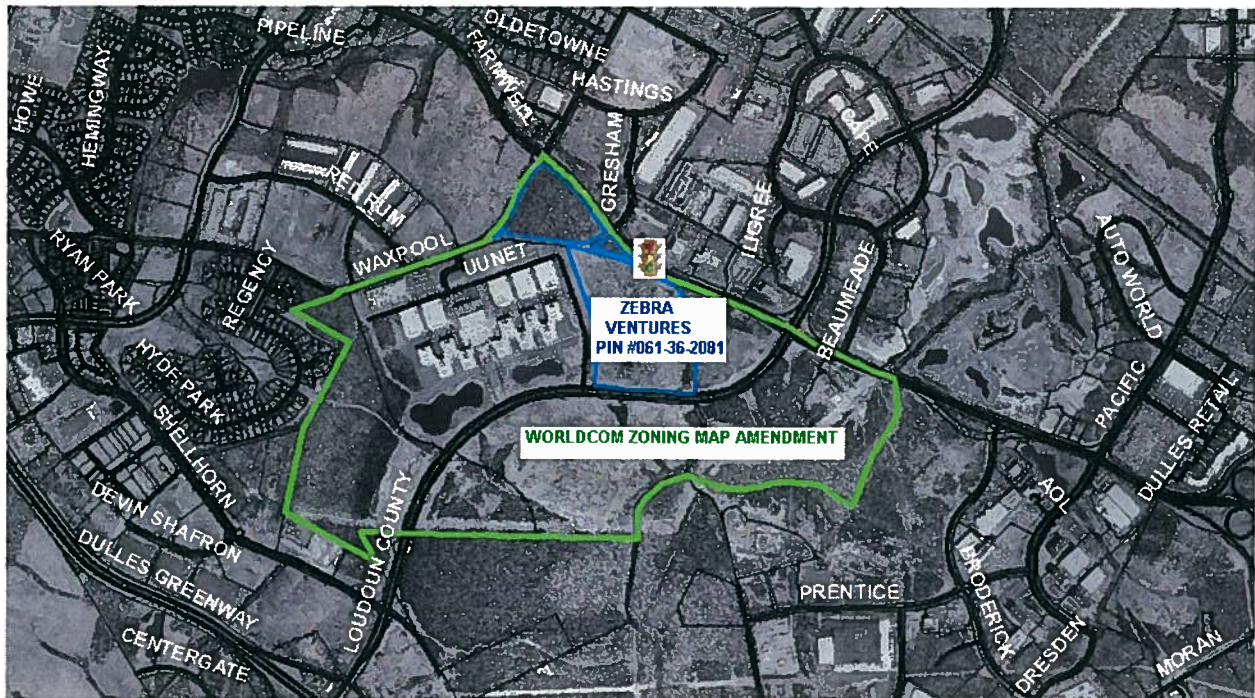 PIPELINE
OLDETOWNE
FARMWELL
HASTINGS
HOWE
HEMINGWAY
GRESHAM
CAPE
RED RUM
ILIGREE
WAXPOOL
UUNET
RYAN PARK
REGENCY
AUTO WORLD
BEAUMEADE
ZEBRA
VENTURES
PIN #061-36-2081
HYDE PARK
SHELLHORN
PACIFIC
DULLES RETAIL
WORLDCOM ZONING MAP AMENDMENT
DEVIN SHAFRON
AOL
DULLES GREENWAY
LOUDOUN COUNTY
PRENTICE
BRODERICK
DRESDEN
CENTERGATE
MORAN